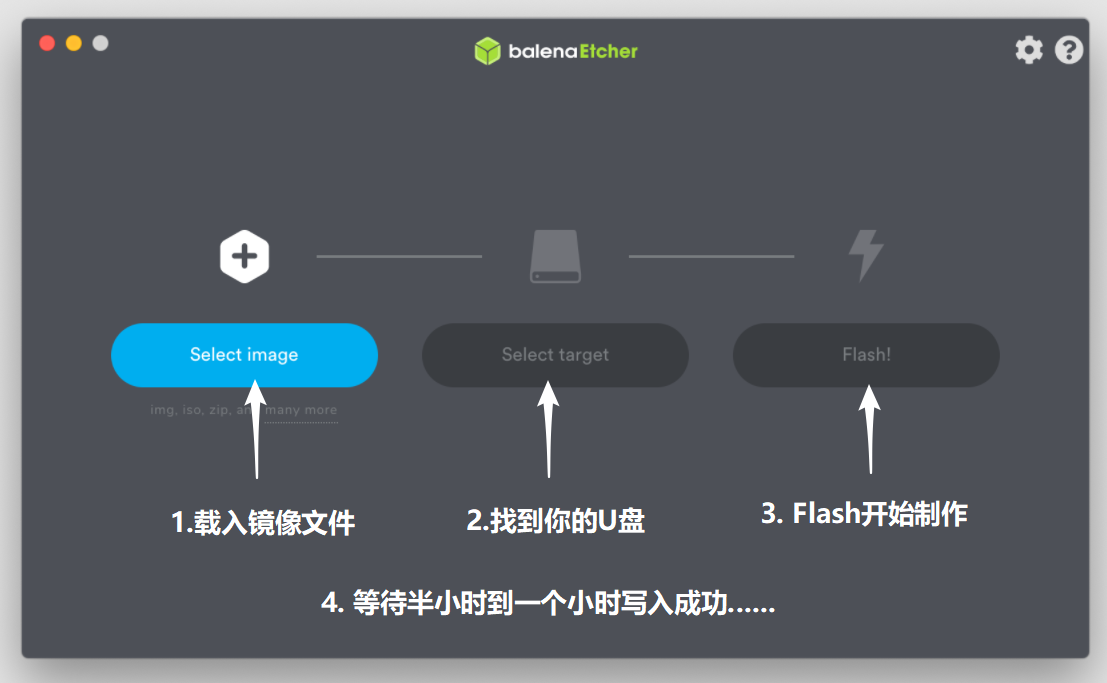 balenaEtcher
Select image
Select target
Flash!
img, iso, zip, and many more
1.载入镜像文件
2.找到你的U盘
3. Flash开始制作
4. 等待半小时到一个小时写入成功......